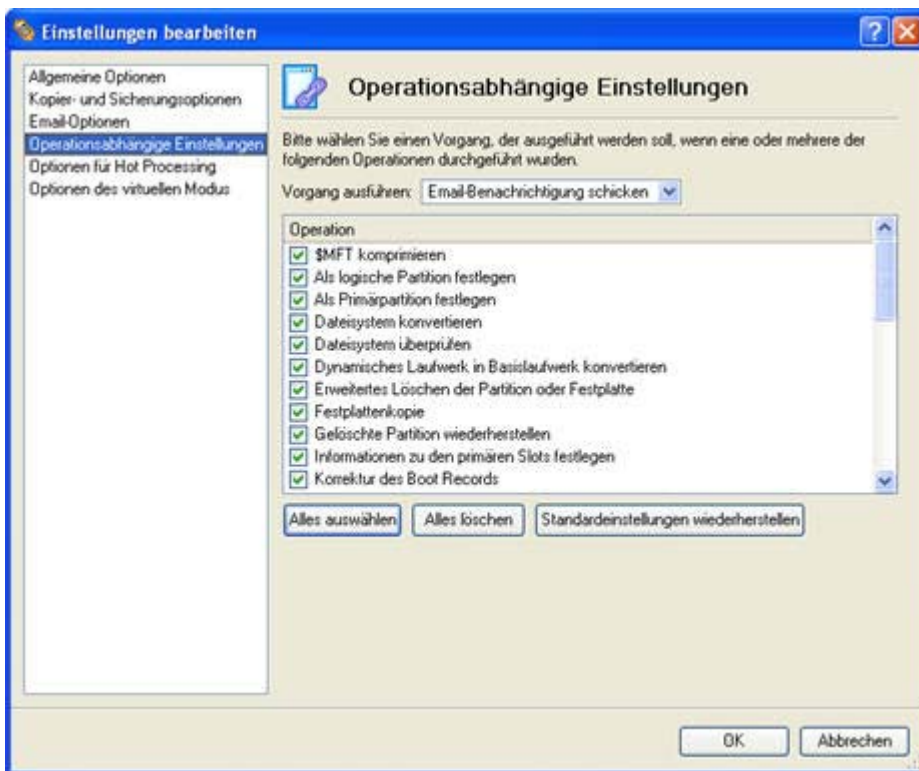 Einstellungen bearbeiten
Allgemeine Optionen
Kopier- und Sicherungsoptionen
Email-Optionen
Operationsabhängige Einstellungen
Optionen für Hot Processing
Optionen des virtuellen Modus
Operationsabhängige Einstellungen
Bitte wählen Sie einen Vorgang, der ausgeführt werden soll, wenn eine oder mehrere der
folgenden Operationen durchgeführt wurden.
Vorgang ausführen: Email-Benachrichtigung schicken
Operation
$MFT komprimieren
Als logische Partition festlegen
Als Primärpartition festlegen
Dateisystem konvertieren
Dateisystem überprüfen
Dynamisches Laufwerk in Basislaufwerk konvertieren
Erweitertes Löschen der Partition oder Festplatte
Festplattenkopie
Gelöschte Partition wiederherstellen
Informationen zu den primären Slots festlegen
Korrektur des Boot Records
Alles auswählen Alles löschen Standardeinstellungen wiederherstellen
OK Abbrechen